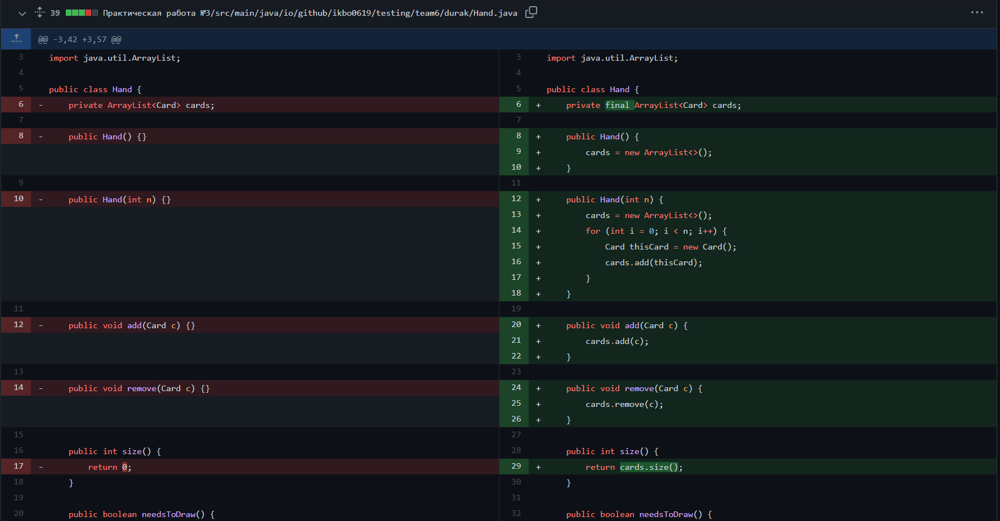 39 Практическая работа №3/src/main/java/io/github/ikbo0619/testing/team6/durak/Hand.java
@@ -3,42 +3,57 @@
3 import java.util.ArrayList;
4
5 public class Hand {
6 - private ArrayList<Card> cards;
7
8 - public Hand() {}
9
10 - public Hand(int n) {}
11
12 - public void add(Card c) {}
13
14 - public void remove(Card c) {}
15
16 public int size() {
17 - return 0;
18 }
19
20 public boolean needsToDraw() {
3 import java.util.ArrayList;
4
5 public class Hand {
6 + private final ArrayList<Card> cards;
7
8 + public Hand() {
9 + cards = new ArrayList<>();
10 + }
11
12 + public Hand(int n) {
13 + cards = new ArrayList<>();
14 + for (int i = 0; i < n; i++) {
15 + Card thisCard = new Card();
16 + cards.add(thisCard);
17 + }
18 + }
19
20 + public void add(Card c) {
21 + cards.add(c);
22 + }
23
24 + public void remove(Card c) {
25 + cards.remove(c);
26 + }
27
28 public int size() {
29 + return cards.size();
30 }
31
32 public boolean needsToDraw() {